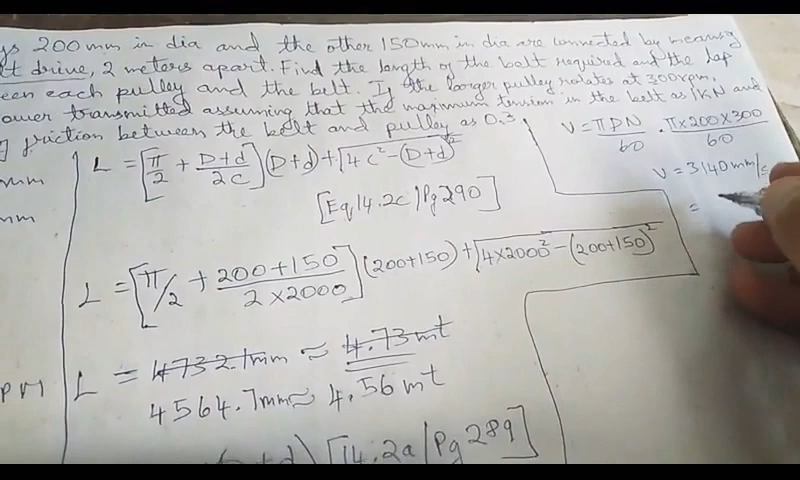 ys 200mm in dia and the other 150mm in dia are connected by means
t drive, 2 meters apart. Find the length of the belt required and the lap
een each pulley and the belt. If the larger pulley rotates at 300rpm,
ower transmitted assuming that the maximum tension in the belt as 1KN and
friction between the belt and pulley as 0.3
V = πDN/60 . π×200×300/60
V = 3140mm/s
=
mm
mm
L = [π/2 + D+d/2C](D+d)+√4C²-(D+d)²
[Eq 14.2c/Pg 290]
L = [π/2 + 200+150/2×2000](200+150)+√4×2000²-(200+150)²
L = 4732.1mm ≈ 4.73mt
4564.7mm ≈ 4.56mt
PM
(D+d) [14.2a/Pg 289]